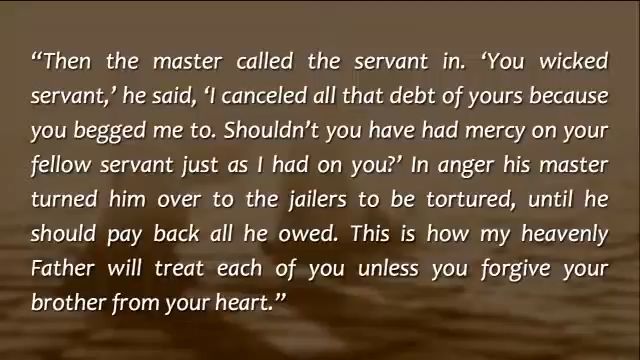 “Then the master called the servant in. ‘You wicked
servant,’ he said, ‘I canceled all that debt of yours because
you begged me to. Shouldn’t you have had mercy on your
fellow servant just as I had on you?’ In anger his master
turned him over to the jailers to be tortured, until he
should pay back all he owed. This is how my heavenly
Father will treat each of you unless you forgive your
brother from your heart.”